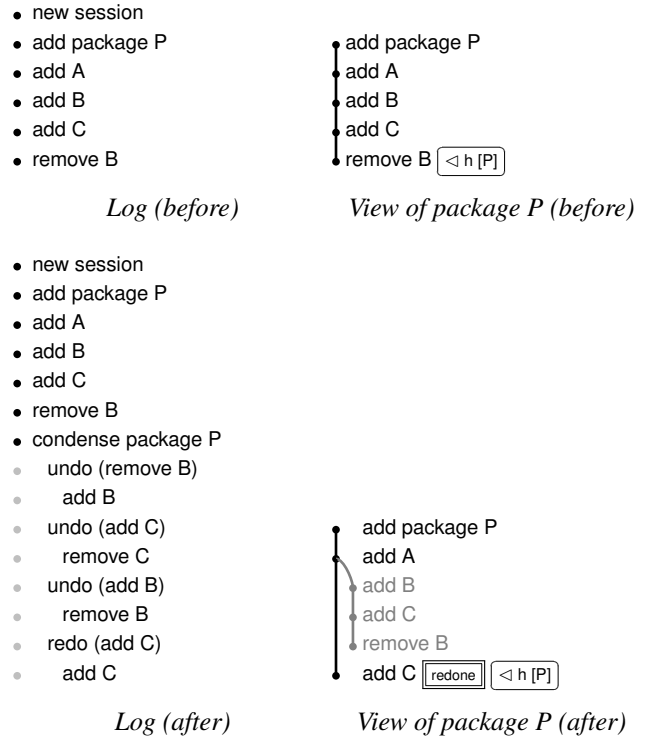 new session
add package P
add A
add B
add C
remove B
Log (before)
add package P
add A
add B
add C
remove B ◁ h [P]
View of package P (before)
new session
add package P
add A
add B
add C
remove B
condense package P
undo (remove B)
add B
undo (add C)
remove C
undo (add B)
remove B
redo (add C)
add C
Log (after)
add package P
add A
add B
add C
remove B
add C redone ◁ h [P]
View of package P (after)